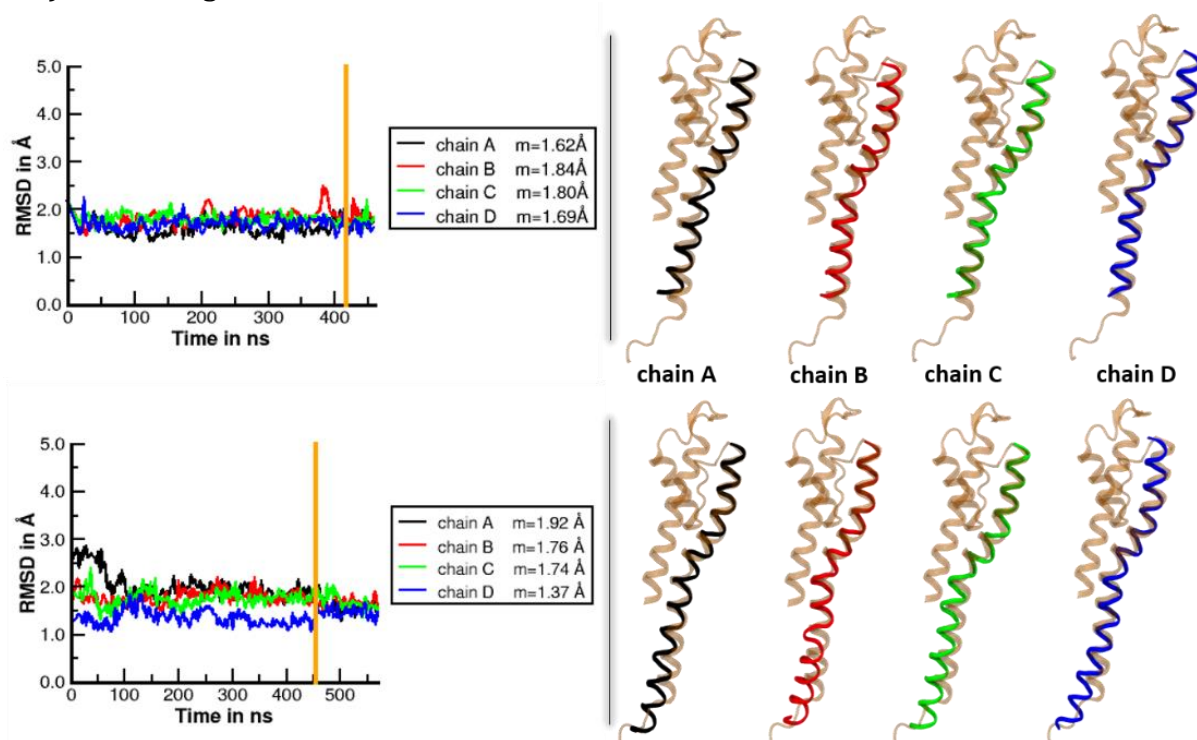 5.0
4.0
3.0
2.0
1.0
0.0
RMSD in Å
0 100 200 300 400
Time in ns
chain A m=1.62Å
chain B m=1.84Å
chain C m=1.80Å
chain D m=1.69Å
chain A chain B chain C chain D
5.0
4.0
3.0
2.0
1.0
0.0
RMSD in Å
0 100 200 300 400 500
Time in ns
chain A m=1.92 Å
chain B m=1.76 Å
chain C m=1.74 Å
chain D m=1.37 Å